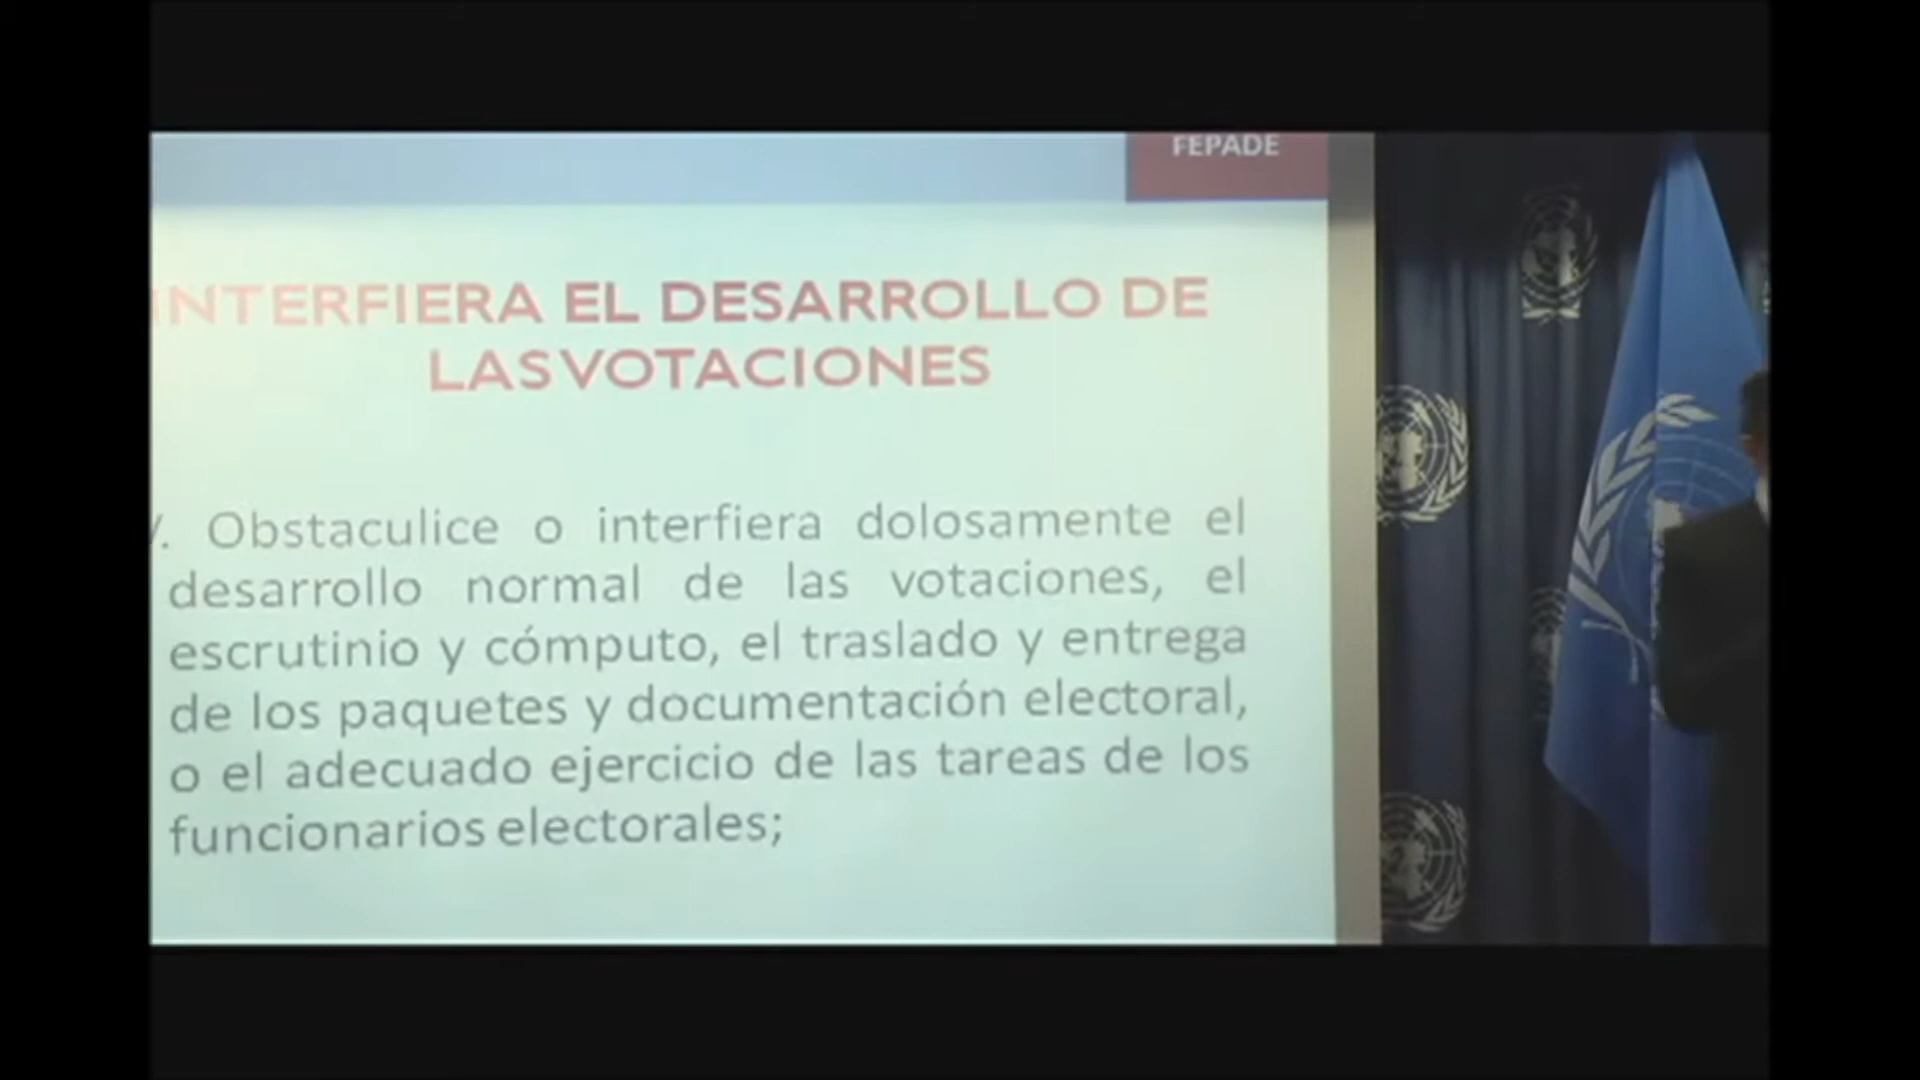 FEPADE
INTERFIERA EL DESARROLLO DE
LAS VOTACIONES
. Obstaculice o interfiera dolosamente el
desarrollo normal de las votaciones, el
escrutinio y cómputo, el traslado y entrega
de los paquetes y documentación electoral,
o el adecuado ejercicio de las tareas de los
funcionarios electorales;